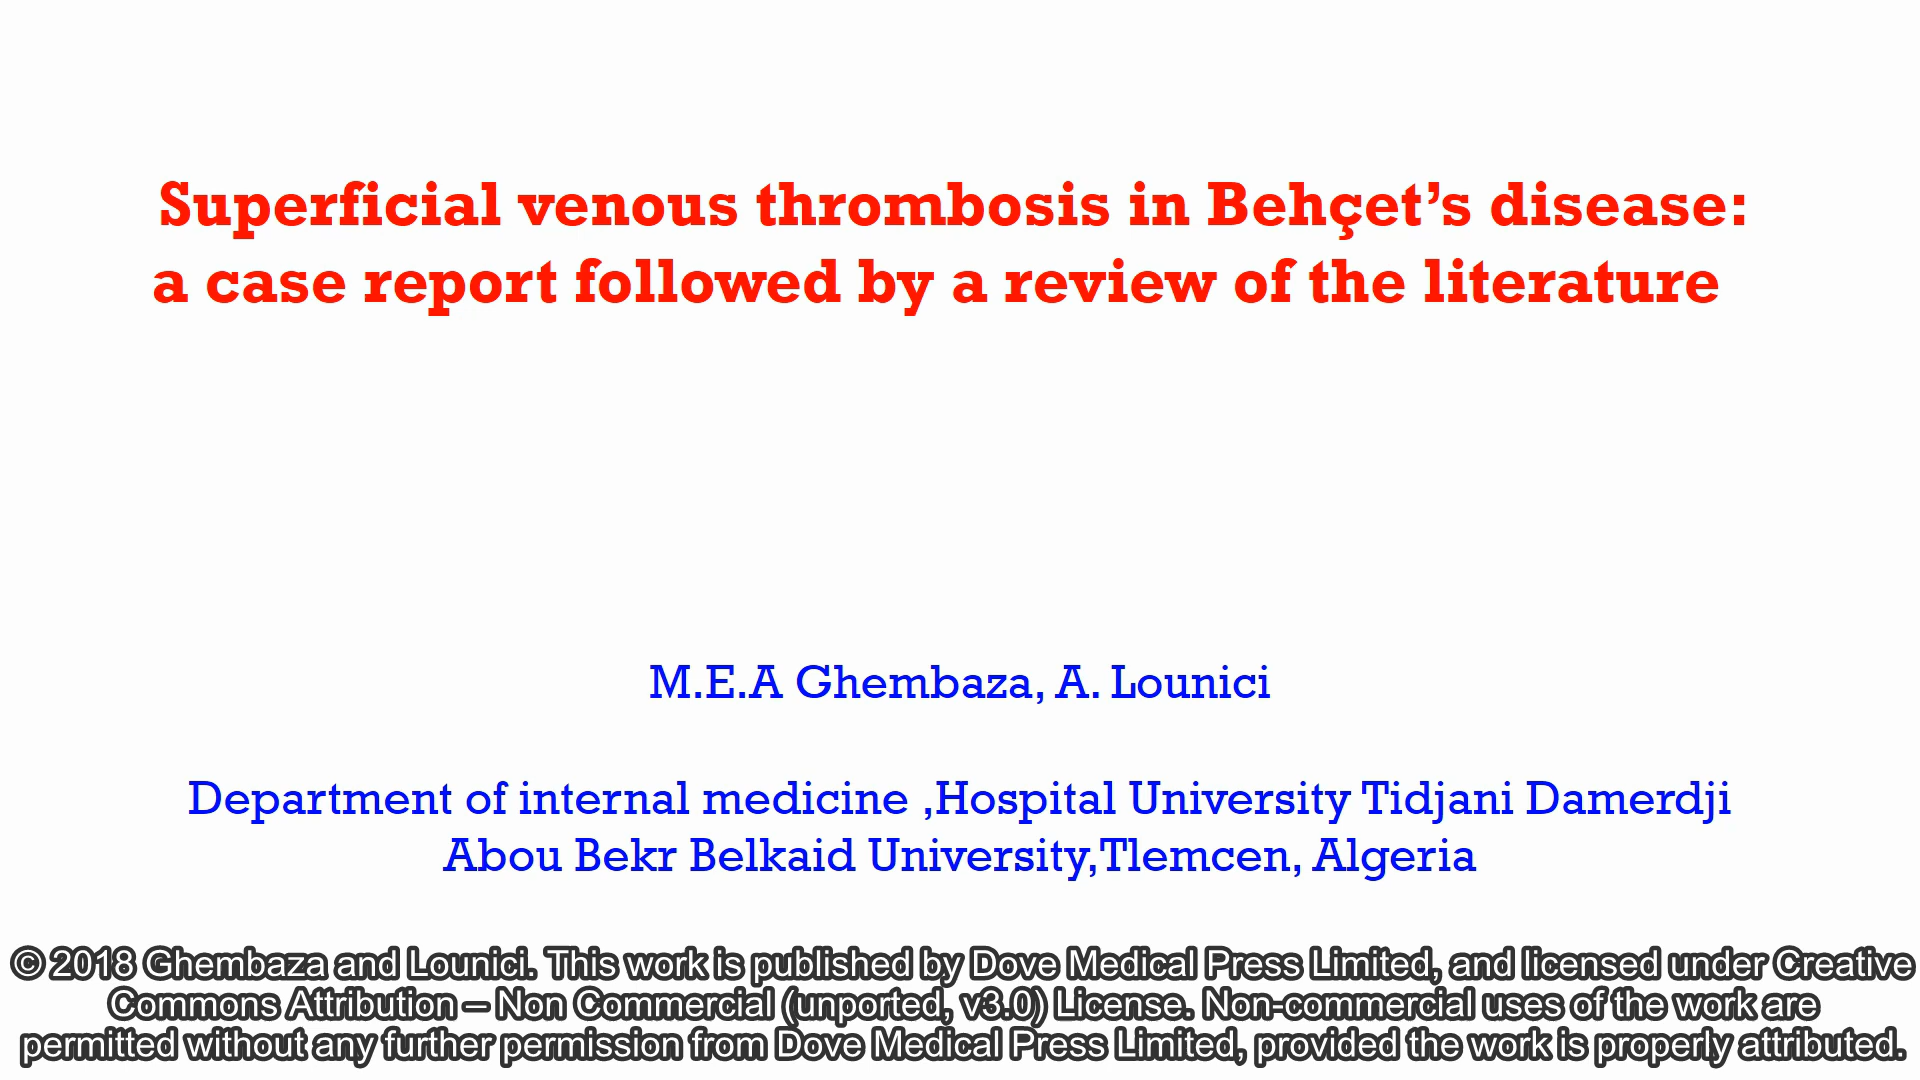 Superficial venous thrombosis in Behçet’s disease:
a case report followed by a review of the literature
M.E.A Ghembaza, A. Lounici
Department of internal medicine ,Hospital University Tidjani Damerdji
Abou Bekr Belkaid University,Tlemcen, Algeria
© 2018 Ghembaza and Lounici. This work is published by Dove Medical Press Limited, and licensed under Creative
Commons Attribution – Non Commercial (unported, v3.0) License. Non-commercial uses of the work are
permitted without any further permission from Dove Medical Press Limited, provided the work is properly attributed.